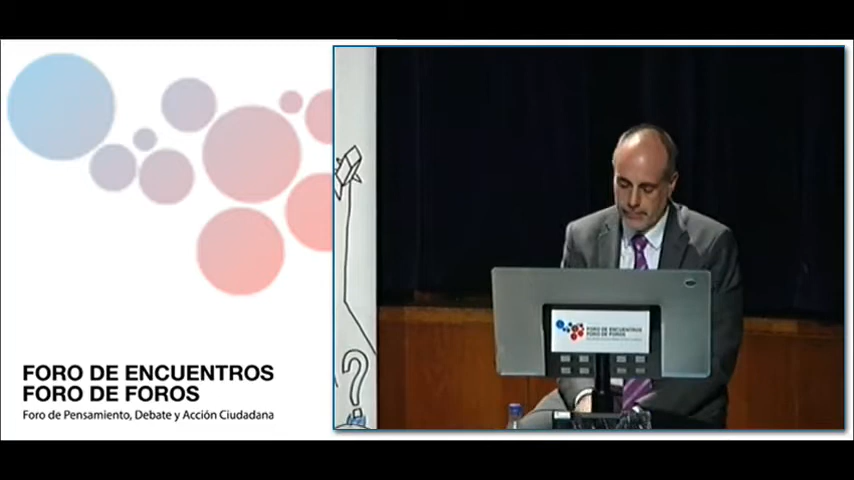 FORO DE ENCUENTROS
FORO DE FOROS
Foro de Pensamiento, Debate y Acción Ciudadana
?
FORO DE ENCUENTROS
FORO DE FOROS